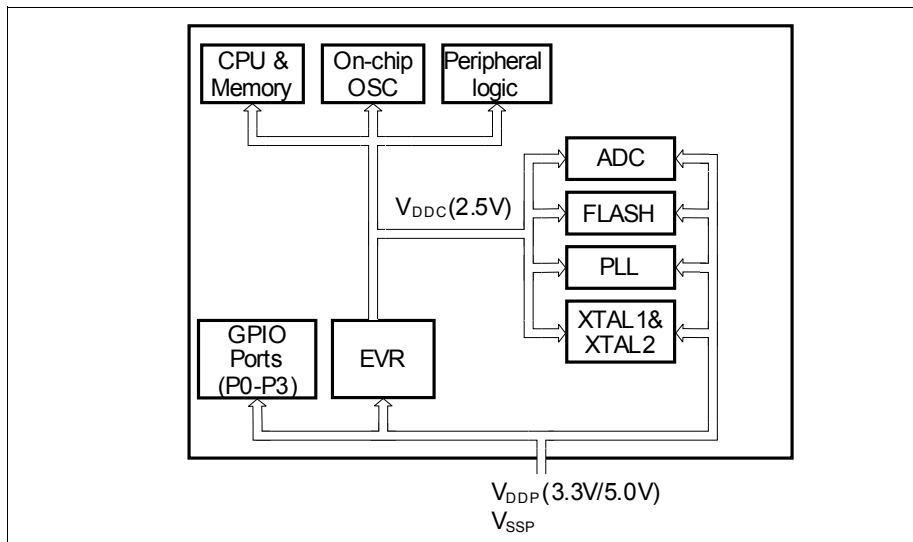 CPU &
Memory
On-chip
OSC
Peripheral
logic
ADC
VDDC(2.5V)
FLASH
PLL
GPIO
Ports
(P0-P3)
EVR
XTAL1&
XTAL2
VDDP(3.3V/5.0V)
VSSP